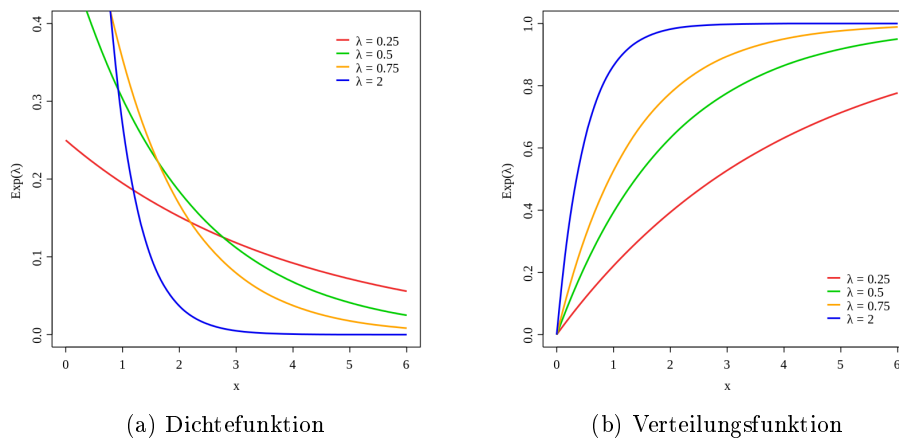 0.4
0.3
0.2
0.1
0.0
Exp(λ)
λ = 0.25
λ = 0.5
λ = 0.75
λ = 2
0 1 2 3 4 5 6
x
(a) Dichtefunktion
1.0
0.8
0.6
0.4
0.2
0.0
Exp(λ)
λ = 0.25
λ = 0.5
λ = 0.75
λ = 2
0 1 2 3 4 5 6
x
(b) Verteilungsfunktion